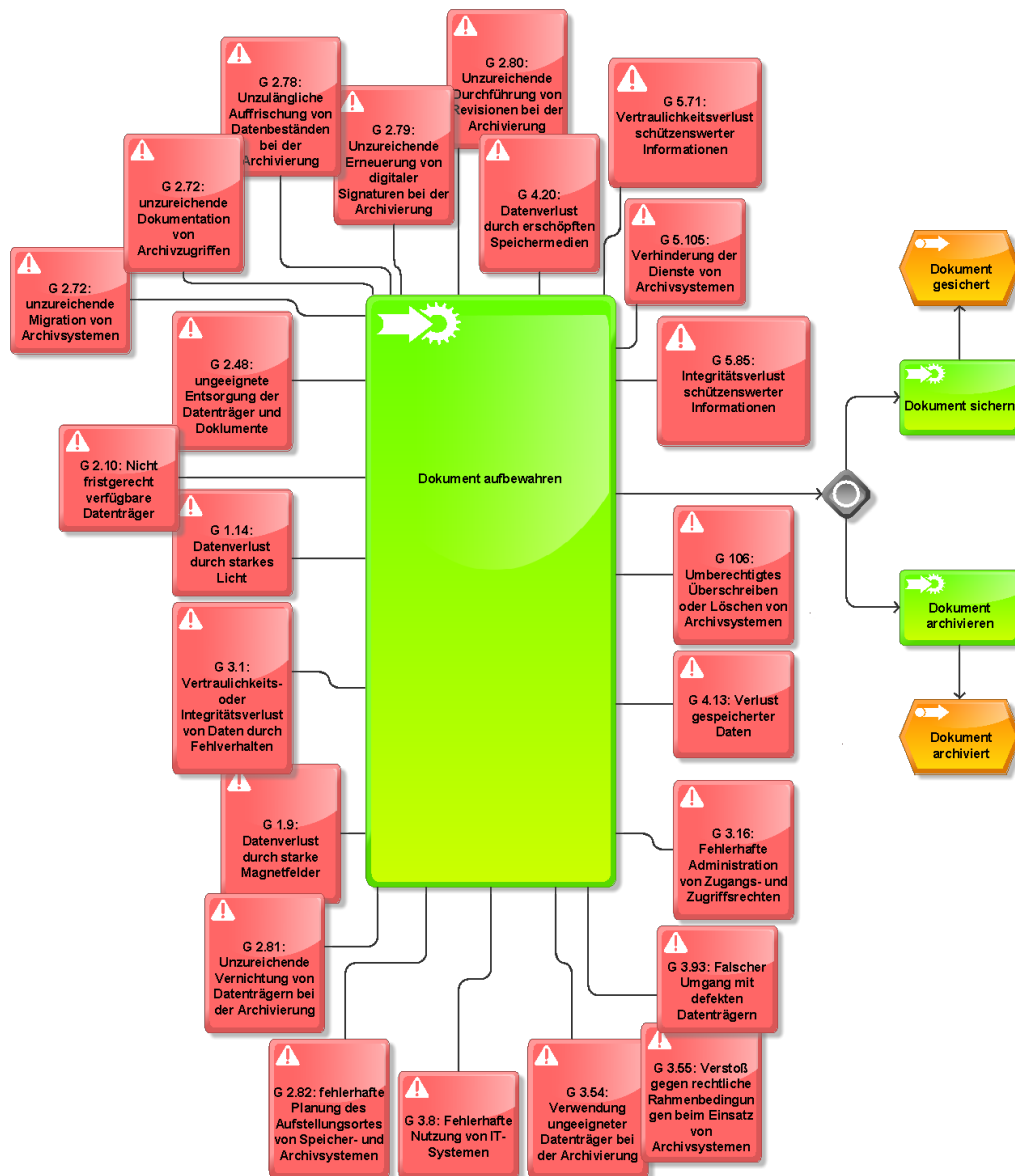 G 2.80:
Unzureichende
Durchführung von
Revisionen bei der
Archivierung
G 2.78:
Unzulängliche
Auffrischung von
Datenbeständen
bei der
Archivierung
G 5.71:
Vertraulichkeitsverlust
schützenswerter
Informationen
G 2.79:
Unzureichende
Erneuerung von
digitaler
Signaturen bei der
Archivierung
G 2.72:
unzureichende
Dokumentation
von
Archivzugriffen
G 4.20:
Datenverlust
durch erschöpften
Speichermedien
G 5.105:
Verhinderung der
Dienste von
Archivsystemen
Dokument
gesichert
G 2.72:
unzureichende
Migration von
Archivsystemen
G 2.48:
ungeeignete
Entsorgung der
Datenträger und
Doklumente
G 5.85:
Integritätsverlust
schützenswerter
Informationen
Dokument sichern
G 2.10: Nicht
fristgerecht
verfügbare
Datenträger
Dokument aufbewahren
G 1.14:
Datenverlust
durch starkes
Licht
G 106:
Umberechtigtes
Überschreiben
oder Löschen von
Archivsystemen
Dokument
archivieren
G 3.1:
Vertraulichkeits-
oder
Integritätsverlust
von Daten durch
Fehlverhalten
G 4.13: Verlust
gespeicherter
Daten
Dokument
archiviert
G 1.9:
Datenverlust
durch starke
Magnetfelder
G 3.16:
Fehlerhafte
Administration
von Zugangs- und
Zugriffsrechten
G 2.81:
Unzureichende
Vernichtung von
Datenträgern bei
der Archivierung
G 3.93: Falscher
Umgang mit
defekten
Datenträgern
G 2.82: fehlerhafte
Planung des
Aufstellungsortes
von Speicher- und
Archivsystemen
G 3.8: Fehlerhafte
Nutzung von IT-
Systemen
G 3.54:
Verwendung
ungeeigneter
Datenträger bei
der Archivierung
G 3.55: Verstoß
gegen rechtliche
Rahmenbedingun
gen beim Einsatz
von
Archivsystemen